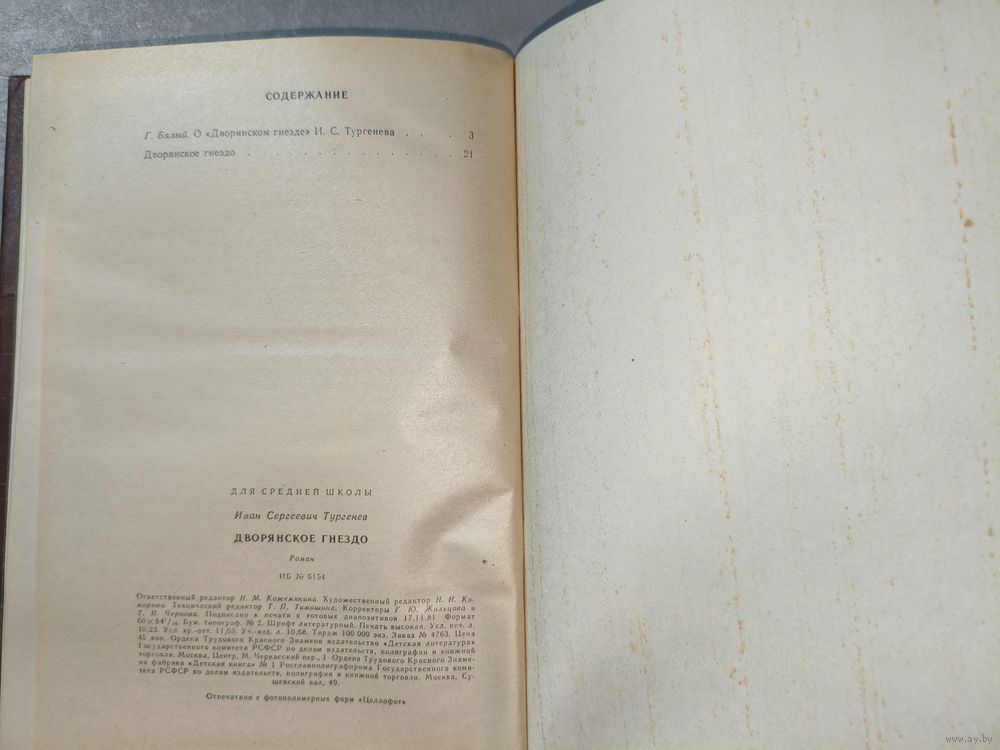 СОДЕРЖАНИЕ
Г. Бялый. О «Дворянском гнезде» И. С. Тургенева . . . 3
Дворянское гнездо . . . . . . . . . . . . . 21
ДЛЯ СРЕДНЕЙ ШКОЛЫ
Иван Сергеевич Тургенев
ДВОРЯНСКОЕ ГНЕЗДО
Роман
ИБ № 6154
Ответственный редактор Н. М. Кожемякина. Художественный редактор Н. И. Ко-
марова. Технический редактор Т. П. Тимошина. Корректоры Г. Ю. Жильцова и
Т. П. Чернова. Подписано к печати с готовых диапозитивов 17.11.81. Формат
60×84¹/₁₆. Бум. типограф. № 2. Шрифт литературный. Печать высокая. Усл. печ. л.
10,23. Усл. кр.-отт. 11,65. Уч.-изд. л. 10,68. Тираж 100 000 экз. Заказ № 4763. Цена
45 коп. Ордена Трудового Красного Знамени издательство «Детская литература»
Государственного комитета РСФСР по делам издательств, полиграфии и книжной
торговли. Москва, Центр, М. Черкасский пер., 1. Ордена Трудового Красного Знаме-
ни фабрика «Детская книга» № 1 Росглавполиграфпрома Государственного коми-
тета РСФСР по делам издательств, полиграфии и книжной торговли. Москва, Су-
щевский вал, 49.
Отпечатано с фотополимерных форм «Целлофот»
www.ay.by